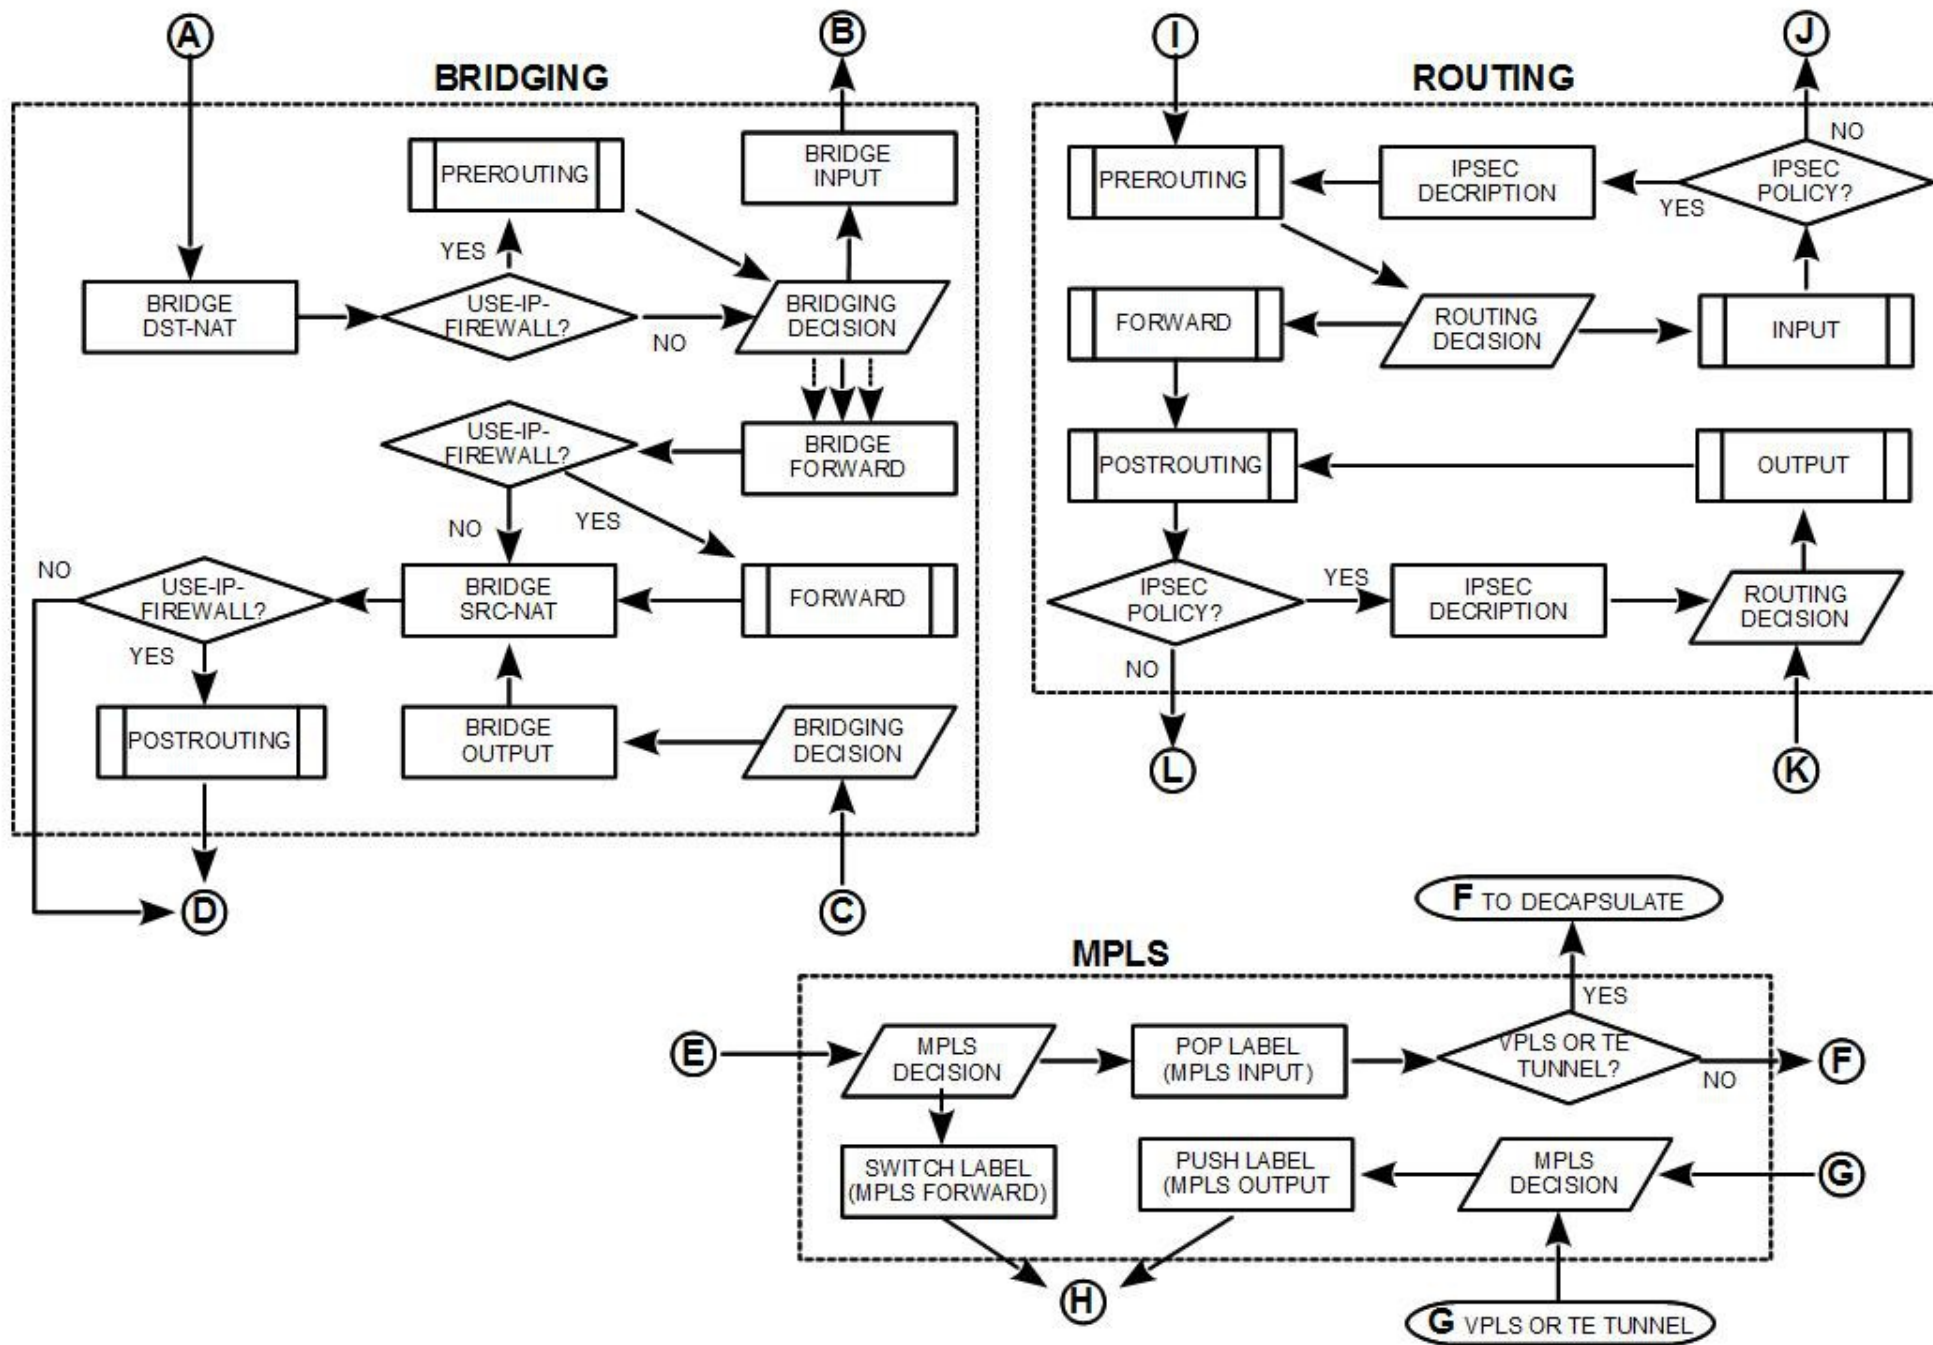 A
B
BRIDGING
PREROUTING
BRIDGE
INPUT
YES
BRIDGE
DST-NAT
USE-IP-
FIREWALL?
NO
BRIDGING
DECISION
USE-IP-
FIREWALL?
BRIDGE
FORWARD
NO
YES
NO
USE-IP-
FIREWALL?
BRIDGE
SRC-NAT
FORWARD
YES
POSTROUTING
BRIDGE
OUTPUT
BRIDGING
DECISION
D
C
I
J
ROUTING
NO
PREROUTING
IPSEC
DECRIPTION
IPSEC
POLICY?
YES
FORWARD
ROUTING
DECISION
INPUT
POSTROUTING
OUTPUT
IPSEC
POLICY?
YES
IPSEC
DECRIPTION
ROUTING
DECISION
NO
L
K
F TO DECAPSULATE
MPLS
YES
E
MPLS
DECISION
POP LABEL
(MPLS INPUT)
VPLS OR TE
TUNNEL?
NO
F
SWITCH LABEL
(MPLS FORWARD)
PUSH LABEL
(MPLS OUTPUT
MPLS
DECISION
G
H
G VPLS OR TE TUNNEL